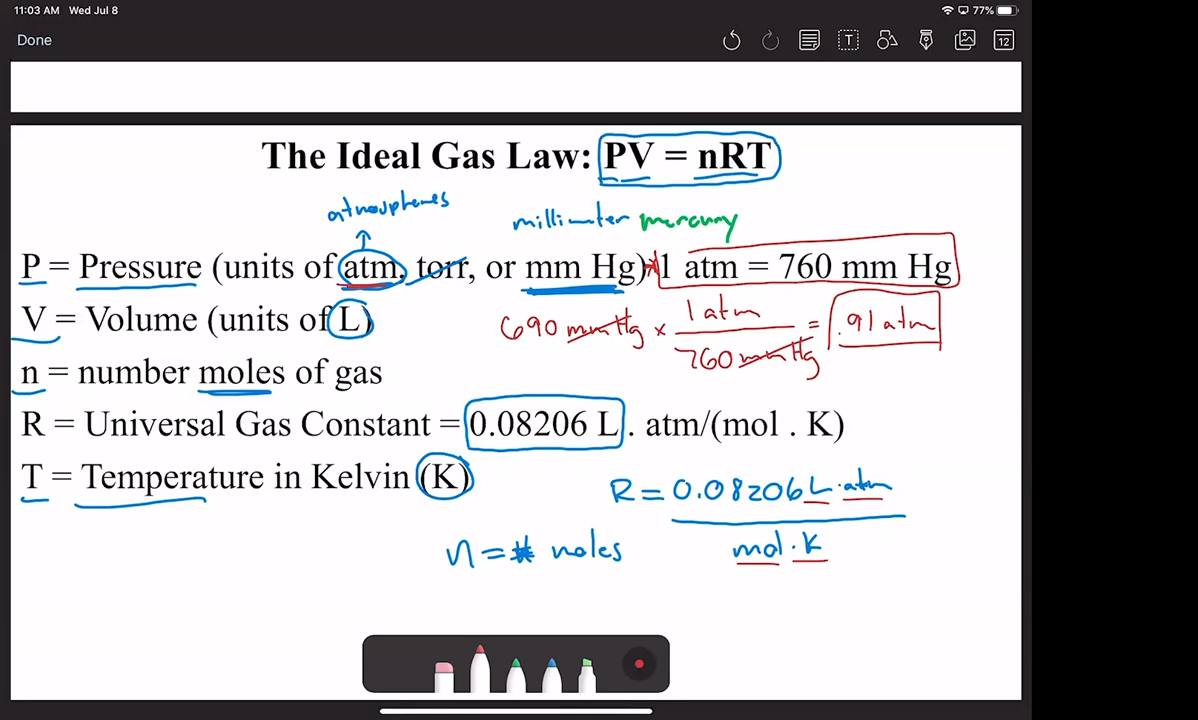 11:03 AM Wed Jul 8
77%
Done
T
12
The Ideal Gas Law: PV = nRT
atmospheres
millimeter mercury
P = Pressure (units of atm, torr, or mm Hg) * 1 atm = 760 mm Hg
V = Volume (units of L)
690 mmHg x 1 atm / 760 mmHg = .91 atm
n = number moles of gas
R = Universal Gas Constant = 0.08206 L . atm/(mol . K)
T = Temperature in Kelvin (K)
R = 0.08206 L · atm
mol · K
n = # moles